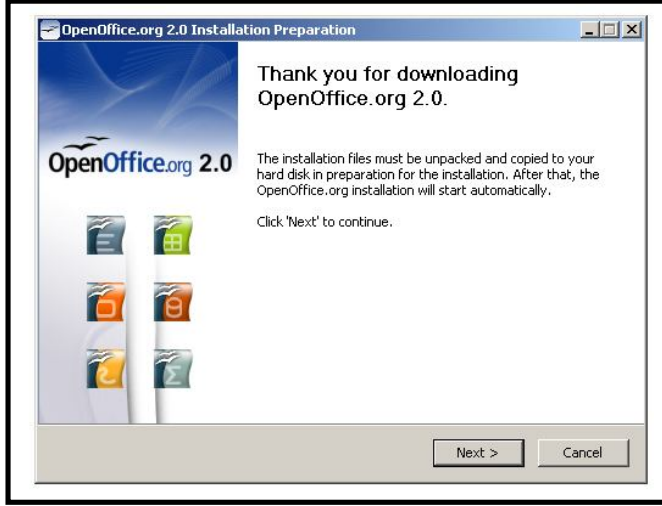 OpenOffice.org 2.0 Installation Preparation
Thank you for downloading
OpenOffice.org 2.0.
OpenOffice.org 2.0
The installation files must be unpacked and copied to your
hard disk in preparation for the installation. After that, the
OpenOffice.org installation will start automatically.
Click 'Next' to continue.
Next >
Cancel